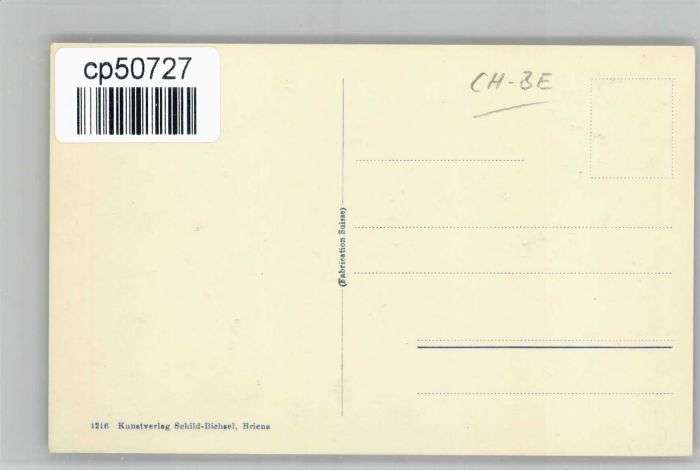 cp50727
CH-BE
(Fabrication Suisse)
1216 Kunstverlag Schild-Bichsel, Brienz